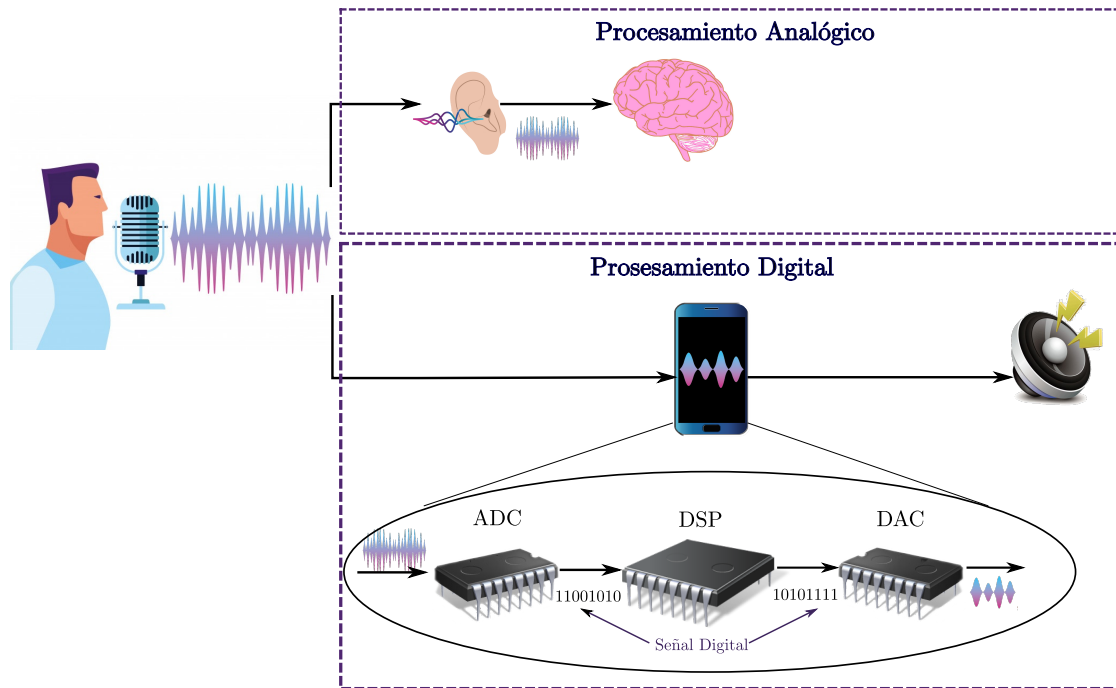 Procesamiento Analógico
Prosesamiento Digital
ADC
DSP
DAC
11001010
10101111
Señal Digital